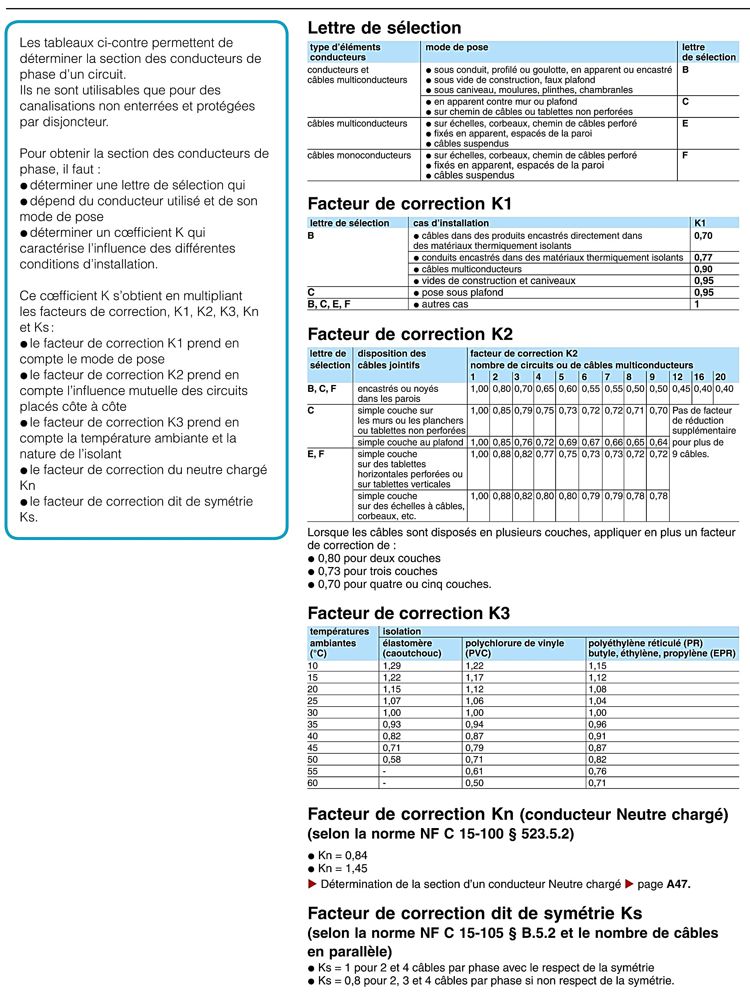 Les tableaux ci-contre permettent de
déterminer la section des conducteurs de
phase d'un circuit.
Ils ne sont utilisables que pour des
canalisations non enterrées et protégées
par disjoncteur.
Pour obtenir la section des conducteurs de
phase, il faut :
● déterminer une lettre de sélection qui
● dépend du conducteur utilisé et de son
mode de pose
● déterminer un cœfficient K qui
caractérise l'influence des différentes
conditions d'installation.
Ce cœfficient K s'obtient en multipliant
les facteurs de correction, K1, K2, K3, Kn
et Ks :
● le facteur de correction K1 prend en
compte le mode de pose
● le facteur de correction K2 prend en
compte l'influence mutuelle des circuits
placés côte à côte
● le facteur de correction K3 prend en
compte la température ambiante et la
nature de l'isolant
● le facteur de correction du neutre chargé
Kn
● le facteur de correction dit de symétrie
Ks.
Lettre de sélection
type d'éléments mode de pose lettre
conducteurs de sélection
conducteurs et ● sous conduit, profilé ou goulotte, en apparent ou encastré B
câbles multiconducteurs ● sous vide de construction, faux plafond
● sous caniveau, moulures, plinthes, chambranles
● en apparent contre mur ou plafond C
● sur chemin de câbles ou tablettes non perforées
câbles multiconducteurs ● sur échelles, corbeaux, chemin de câbles perforé E
● fixés en apparent, espacés de la paroi
● câbles suspendus
câbles monoconducteurs ● sur échelles, corbeaux, chemin de câbles perforé F
● fixés en apparent, espacés de la paroi
● câbles suspendus
Facteur de correction K1
lettre de sélection cas d'installation K1
B ● câbles dans des produits encastrés directement dans 0,70
des matériaux thermiquement isolants
● conduits encastrés dans des matériaux thermiquement isolants 0,77
● câbles multiconducteurs 0,90
● vides de construction et caniveaux 0,95
C ● pose sous plafond 0,95
B, C, E, F ● autres cas 1
Facteur de correction K2
lettre de disposition des facteur de correction K2
sélection câbles jointifs nombre de circuits ou de câbles multiconducteurs
1 2 3 4 5 6 7 8 9 12 16 20
B, C, F encastrés ou noyés 1,00 0,80 0,70 0,65 0,60 0,55 0,55 0,50 0,50 0,45 0,40 0,40
dans les parois
C simple couche sur 1,00 0,85 0,79 0,75 0,73 0,72 0,72 0,71 0,70 Pas de facteur
les murs ou les planchers de réduction
ou tablettes non perforées supplémentaire
simple couche au plafond 1,00 0,85 0,76 0,72 0,69 0,67 0,66 0,65 0,64 pour plus de
E, F simple couche 1,00 0,88 0,82 0,77 0,75 0,73 0,73 0,72 0,72 9 câbles.
sur des tablettes
horizontales perforées ou
sur tablettes verticales
simple couche 1,00 0,88 0,82 0,80 0,80 0,79 0,79 0,78 0,78
sur des échelles à câbles,
corbeaux, etc.
Lorsque les câbles sont disposés en plusieurs couches, appliquer en plus un facteur
de correction de :
● 0,80 pour deux couches
● 0,73 pour trois couches
● 0,70 pour quatre ou cinq couches.
Facteur de correction K3
températures isolation
ambiantes élastomère polychlorure de vinyle polyéthylène réticulé (PR)
(°C) (caoutchouc) (PVC) butyle, éthylène, propylène (EPR)
10 1,29 1,22 1,15
15 1,22 1,17 1,12
20 1,15 1,12 1,08
25 1,07 1,06 1,04
30 1,00 1,00 1,00
35 0,93 0,94 0,96
40 0,82 0,87 0,91
45 0,71 0,79 0,87
50 0,58 0,71 0,82
55 - 0,61 0,76
60 - 0,50 0,71
Facteur de correction Kn (conducteur Neutre chargé)
(selon la norme NF C 15-100 § 523.5.2)
● Kn = 0,84
● Kn = 1,45
▶ Détermination de la section d'un conducteur Neutre chargé ▶ page A47.
Facteur de correction dit de symétrie Ks
(selon la norme NF C 15-105 § B.5.2 et le nombre de câbles
en parallèle)
● Ks = 1 pour 2 et 4 câbles par phase avec le respect de la symétrie
● Ks = 0,8 pour 2, 3 et 4 câbles par phase si non respect de la symétrie.